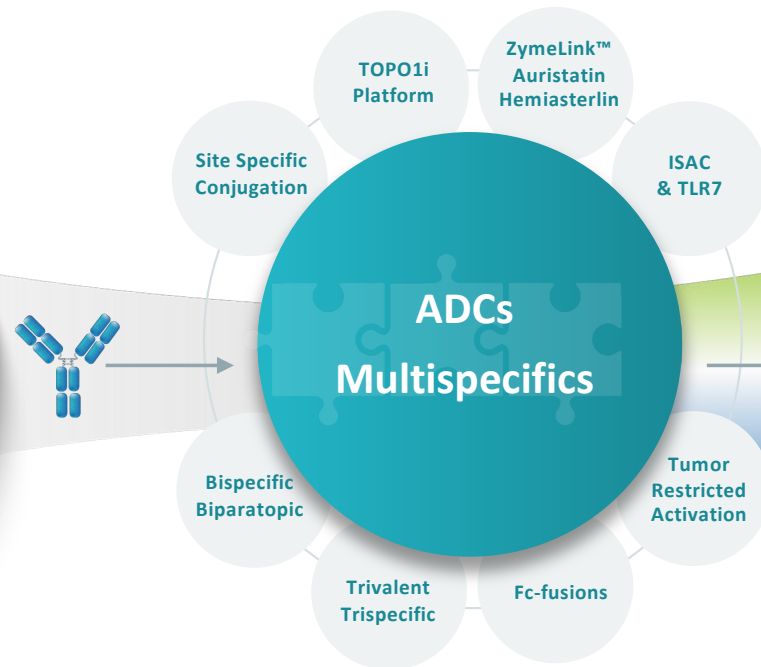 TOPO1i
Platform
ZymeLink™
Auristatin
Hemiasterlin
Site Specific
Conjugation
ISAC
& TLR7
ADCs
Multispecifics
Bispecific
Biparatopic
Tumor
Restricted
Activation
Trivalent
Trispecific
Fc-fusions